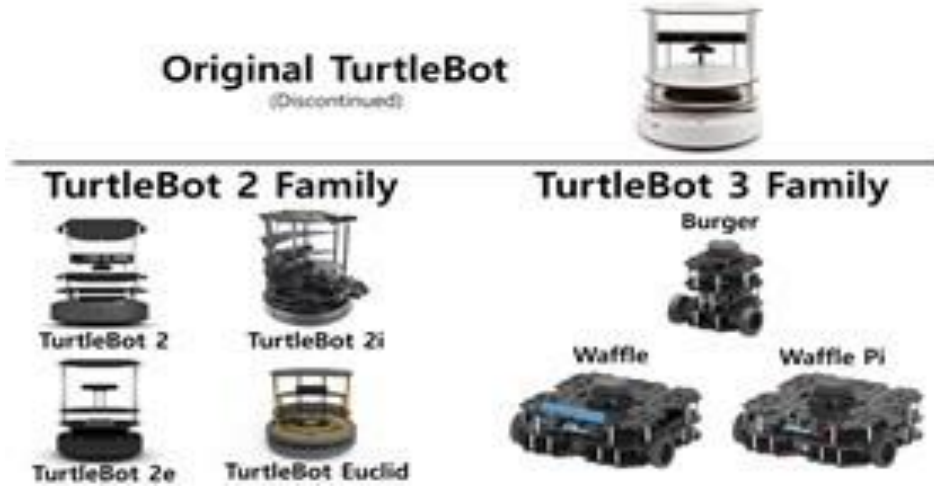 Original TurtleBot
(Discontinued)
TurtleBot 2 Family
TurtleBot 2
TurtleBot 2i
TurtleBot 2e
TurtleBot Euclid
TurtleBot 3 Family
Burger
Waffle
Waffle Pi